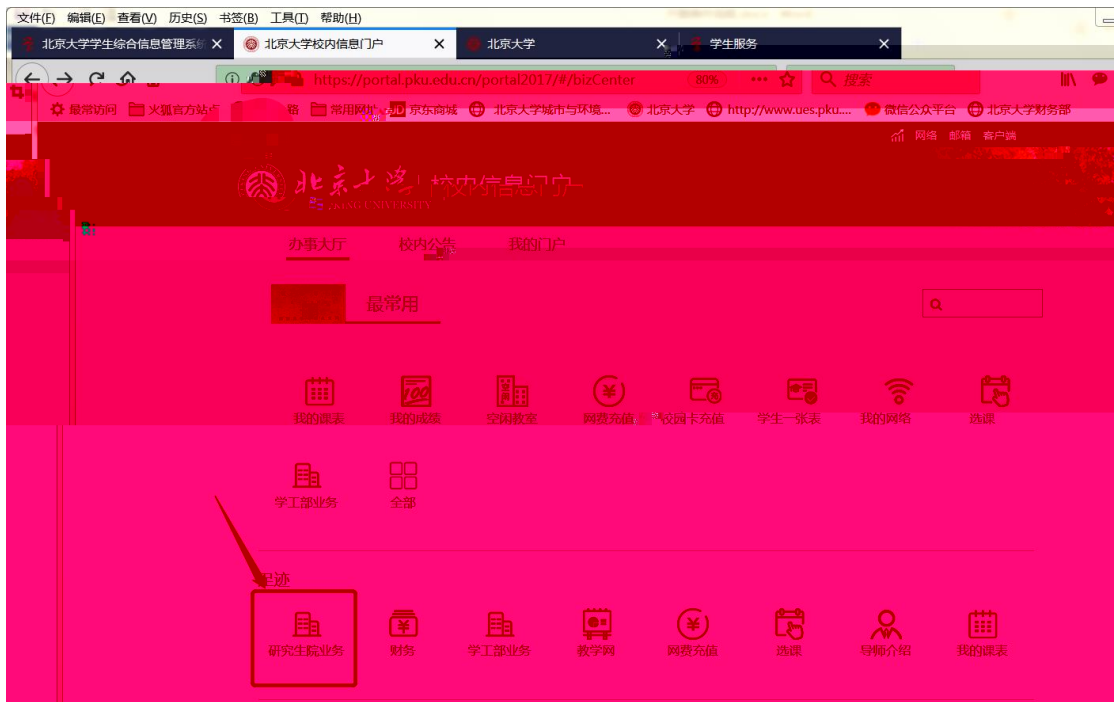 文件(F) 编辑(E) 查看(V) 历史(S) 书签(B) 工具(T) 帮助(H)
北京大学学生综合信息管理系统 北京大学校内信息门户 北京大学 学生服务
https://portal.pku.edu.cn/portal2017/#/bizCenter 80% 搜索
最常访问 火狐官方站点 常用网址 京东商城 北京大学城市与环境... 北京大学 http://www.ues.pku.... 微信公众平台 北京大学财务部
网络 邮箱 客户端
北京大学 校内信息门户
PEKING UNIVERSITY
办事大厅 校内公告 我的门户
最常用
我的课表 我的成绩 空闲教室 网费充值 校园卡充值 学生一张表 我的网络 选课
学工部业务 全部
足迹
研究生院业务 财务 学工部业务 教学网 网费充值 选课 导师介绍 我的课表